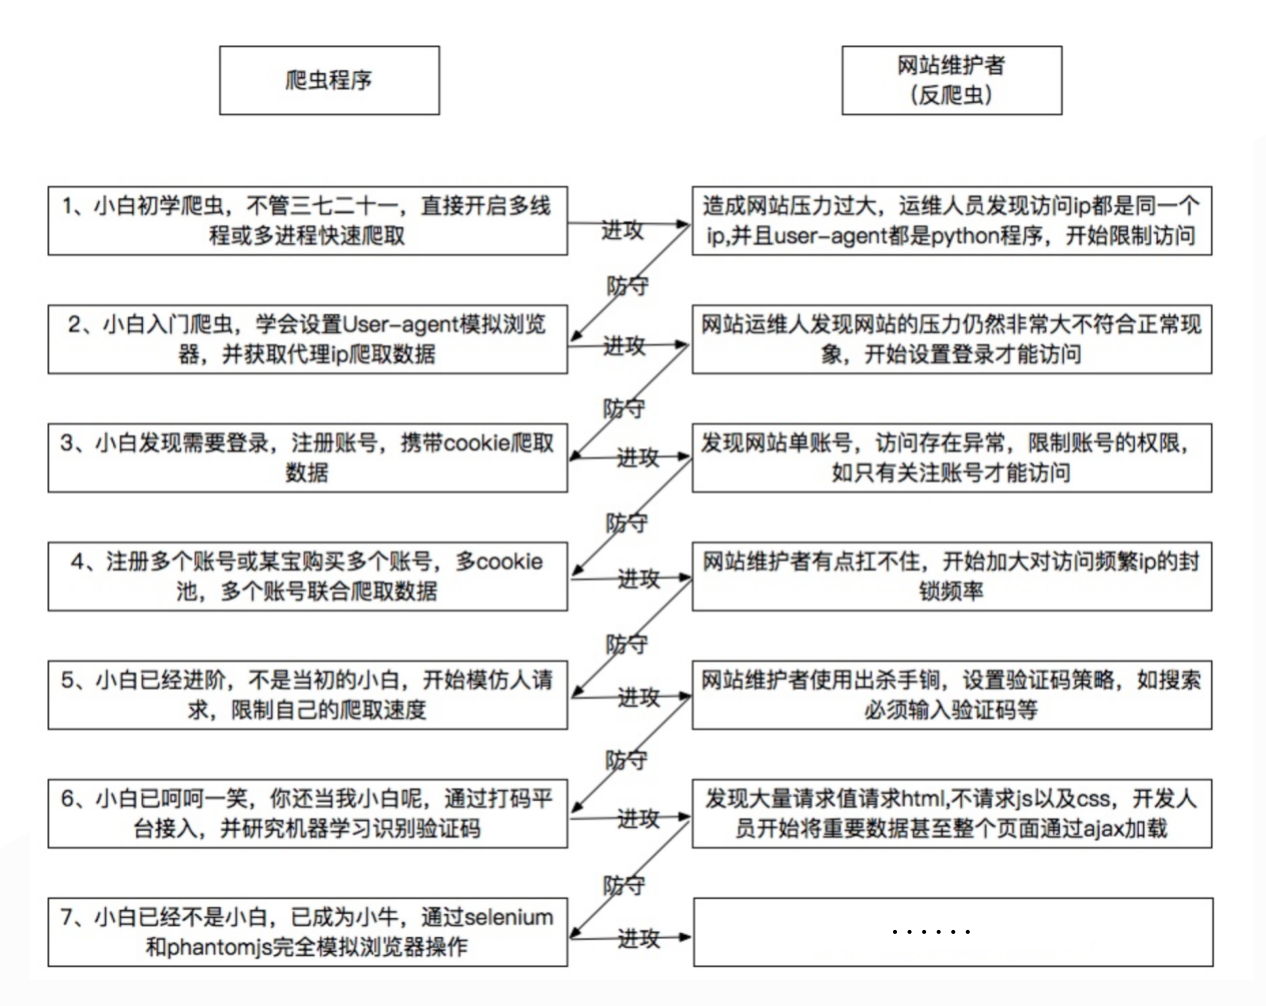 爬虫程序
网站维护者
（反爬虫）
1、小白初学爬虫，不管三七二十一，直接开启多线
程或多进程快速爬取
进攻
造成网站压力过大，运维人员发现访问ip都是同一个
ip,并且user-agent都是python程序，开始限制访问
防守
2、小白入门爬虫，学会设置User-agent模拟浏览
器，并获取代理ip爬取数据
进攻
网站运维人发现网站的压力仍然非常大不符合正常现
象，开始设置登录才能访问
防守
3、小白发现需要登录，注册账号，携带cookie爬取
数据
进攻
发现网站单账号，访问存在异常，限制账号的权限，
如只有关注账号才能访问
防守
4、注册多个账号或某宝购买多个账号，多cookie
池，多个账号联合爬取数据
进攻
网站维护者有点扛不住，开始加大对访问频繁ip的封
锁频率
防守
5、小白已经进阶，不是当初的小白，开始模仿人请
求，限制自己的爬取速度
进攻
网站维护者使用出杀手锏，设置验证码策略，如搜索
必须输入验证码等
防守
6、小白已呵呵一笑，你还当我小白呢，通过打码平
台接入，并研究机器学习识别验证码
进攻
发现大量请求值请求html,不请求js以及css，开发人
员开始将重要数据甚至整个页面通过ajax加载
防守
7、小白已经不是小白，已成为小牛，通过selenium
和phantomjs完全模拟浏览器操作
进攻
······